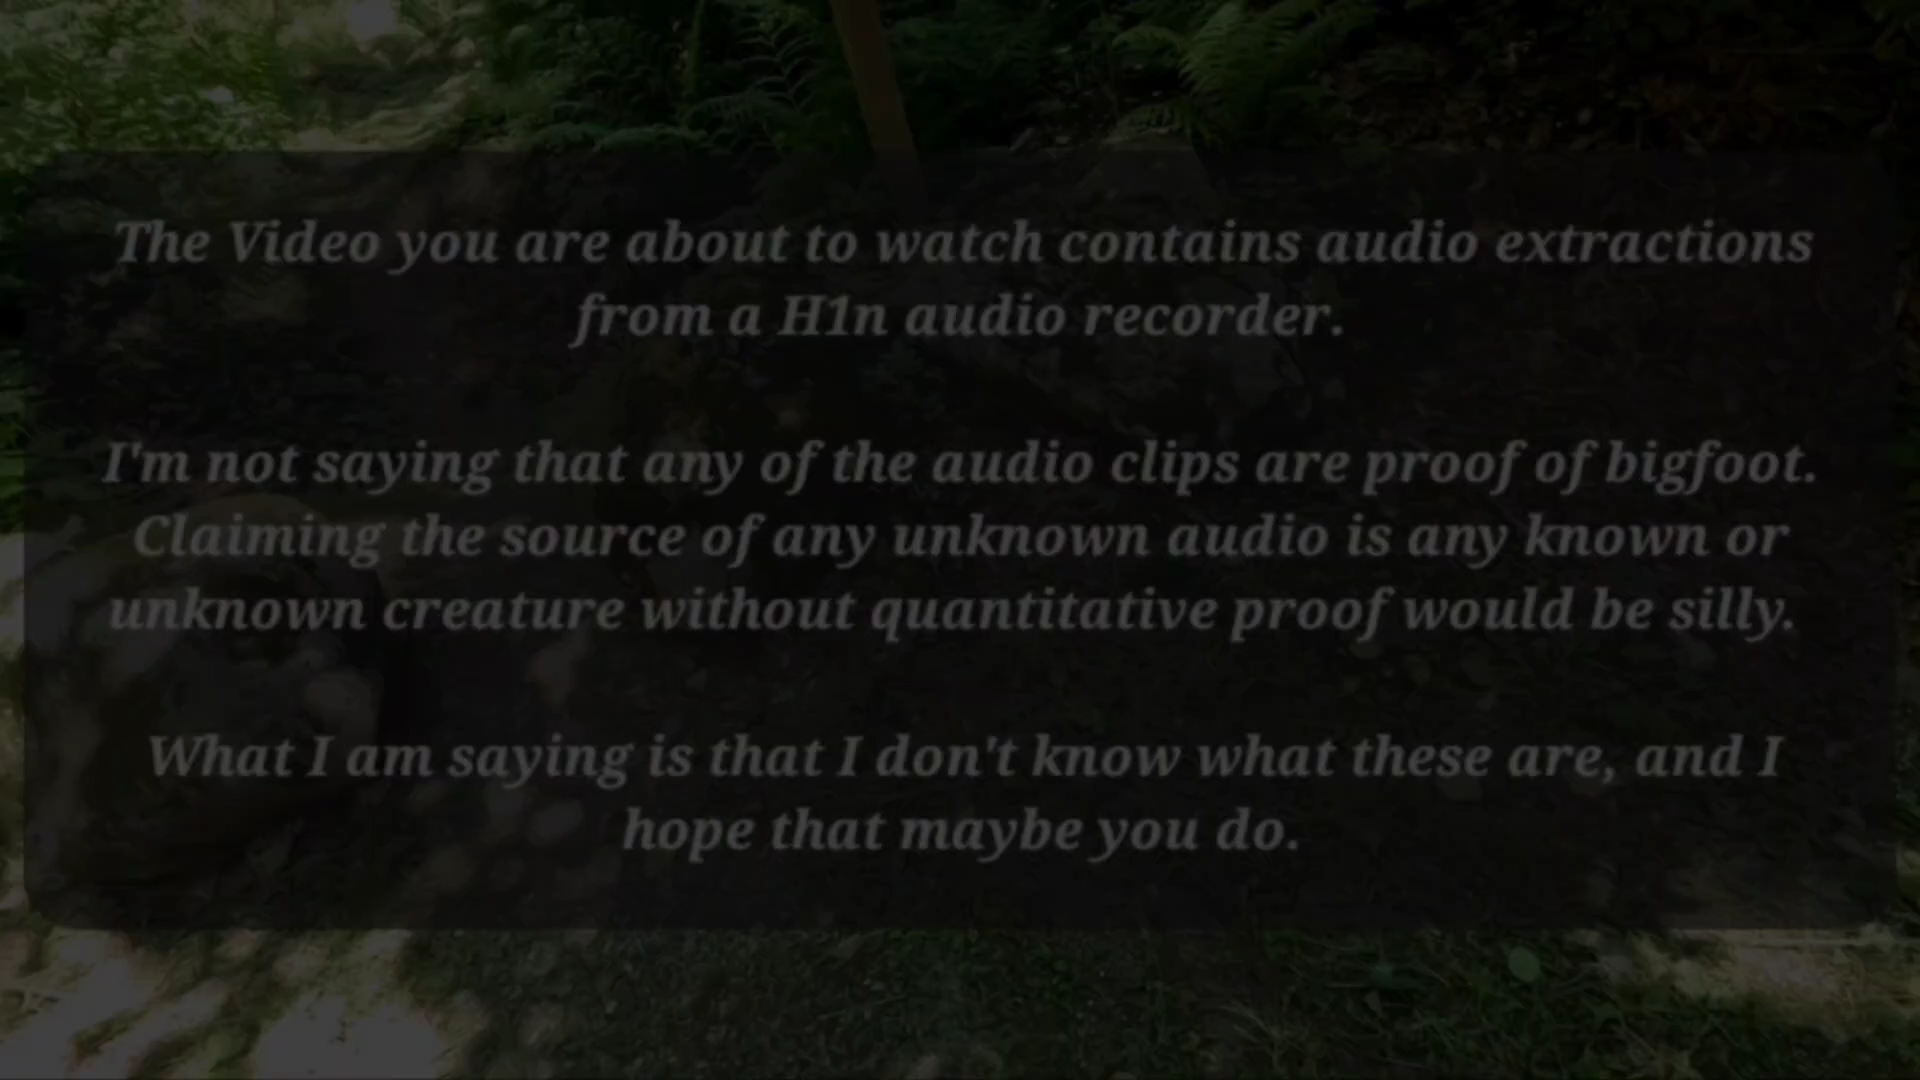 The Video you are about to watch contains audio extractions
from a H1n audio recorder.
I'm not saying that any of the audio clips are proof of bigfoot.
Claiming the source of any unknown audio is any known or
unknown creature without quantitative proof would be silly.
What I am saying is that I don't know what these are, and I
hope that maybe you do.